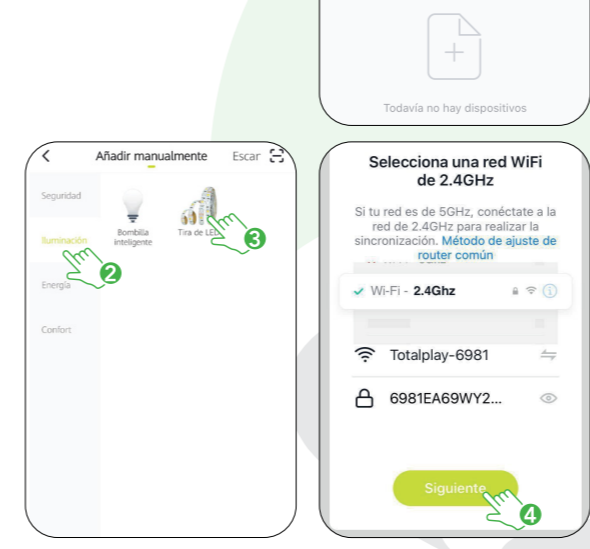 Todavía no hay dispositivos
Añadir manualmente
Escar
Seguridad
Iluminación
Energía
Confort
Bombilla
inteligente
Tira de LED
2
3
Selecciona una red WiFi
de 2.4GHz
Si tu red es de 5GHz, conéctate a la
red de 2.4GHz para realizar la
sincronización. Método de ajuste de
router común
Wi-Fi - 2.4Ghz
Totalplay-6981
6981EA69WY2...
Siguiente
4